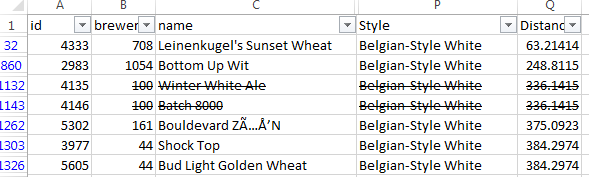 A B C P Q
1 id brewer name Style Distanc
32 4333 708 Leinenkugel's Sunset Wheat Belgian-Style White 63.21414
860 2983 1054 Bottom Up Wit Belgian-Style White 248.8115
1132 4135 100 Winter White Ale Belgian-Style White 336.1415
1143 4146 100 Batch 8000 Belgian-Style White 336.1415
1262 5302 161 Bouldevard ZÃ…Å’N Belgian-Style White 375.0923
1303 3977 44 Shock Top Belgian-Style White 384.2974
1326 5605 44 Bud Light Golden Wheat Belgian-Style White 384.2974